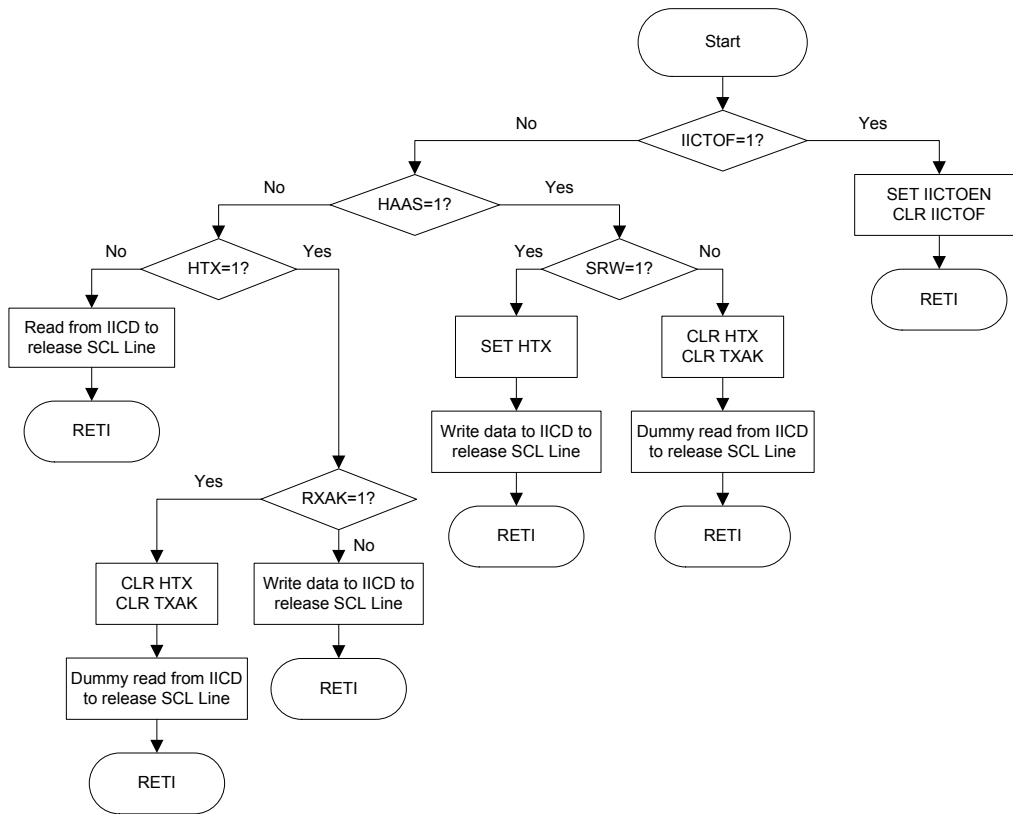 Start
IICTOF=1?
No
Yes
SET IICTOEN
CLR IICTOF
RETI
HAAS=1?
No
Yes
HTX=1?
No
Yes
SRW=1?
Yes
No
Read from IICD to
release SCL Line
RETI
SET HTX
Write data to IICD to
release SCL Line
RETI
CLR HTX
CLR TXAK
Dummy read from IICD
to release SCL Line
RETI
RXAK=1?
Yes
No
CLR HTX
CLR TXAK
Dummy read from IICD
to release SCL Line
RETI
Write data to IICD to
release SCL Line
RETI